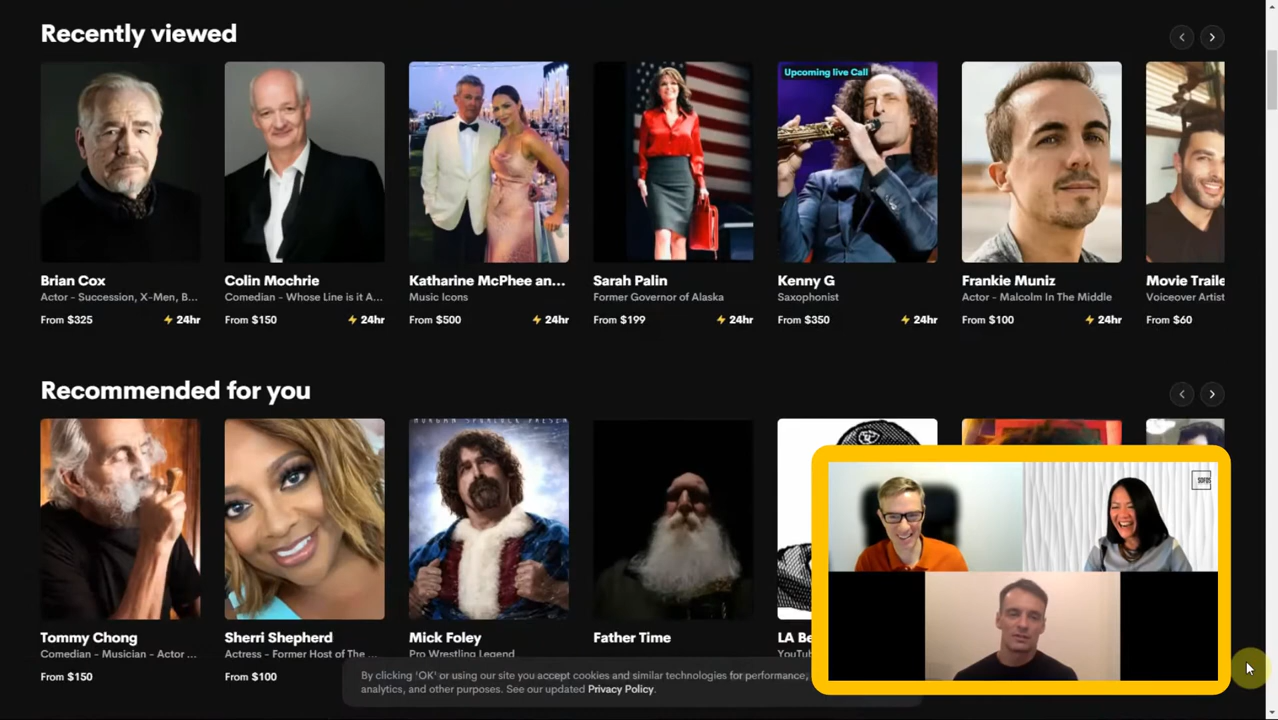 Recently viewed
Upcoming live Call
Brian Cox
Actor - Succession, X-Men, B...
From $325
24hr
Colin Mochrie
Comedian - Whose Line is it A...
From $150
24hr
Katharine McPhee an...
Music Icons
From $500
24hr
Sarah Palin
Former Governor of Alaska
From $199
24hr
Kenny G
Saxophonist
From $350
24hr
Frankie Muniz
Actor - Malcolm In The Middle
From $100
24hr
Movie Traile
Voiceover Artist
From $60
Recommended for you
Tommy Chong
Comedian - Musician - Actor ...
From $150
Sherri Shepherd
Actress - Former Host of The
From $100
Mick Foley
Pro Wrestling Legend
Father Time
LA Be
YouTu
By clicking 'OK' or using our site you accept cookies and similar technologies for performance,
analytics, and other purposes. See our updated Privacy Policy.